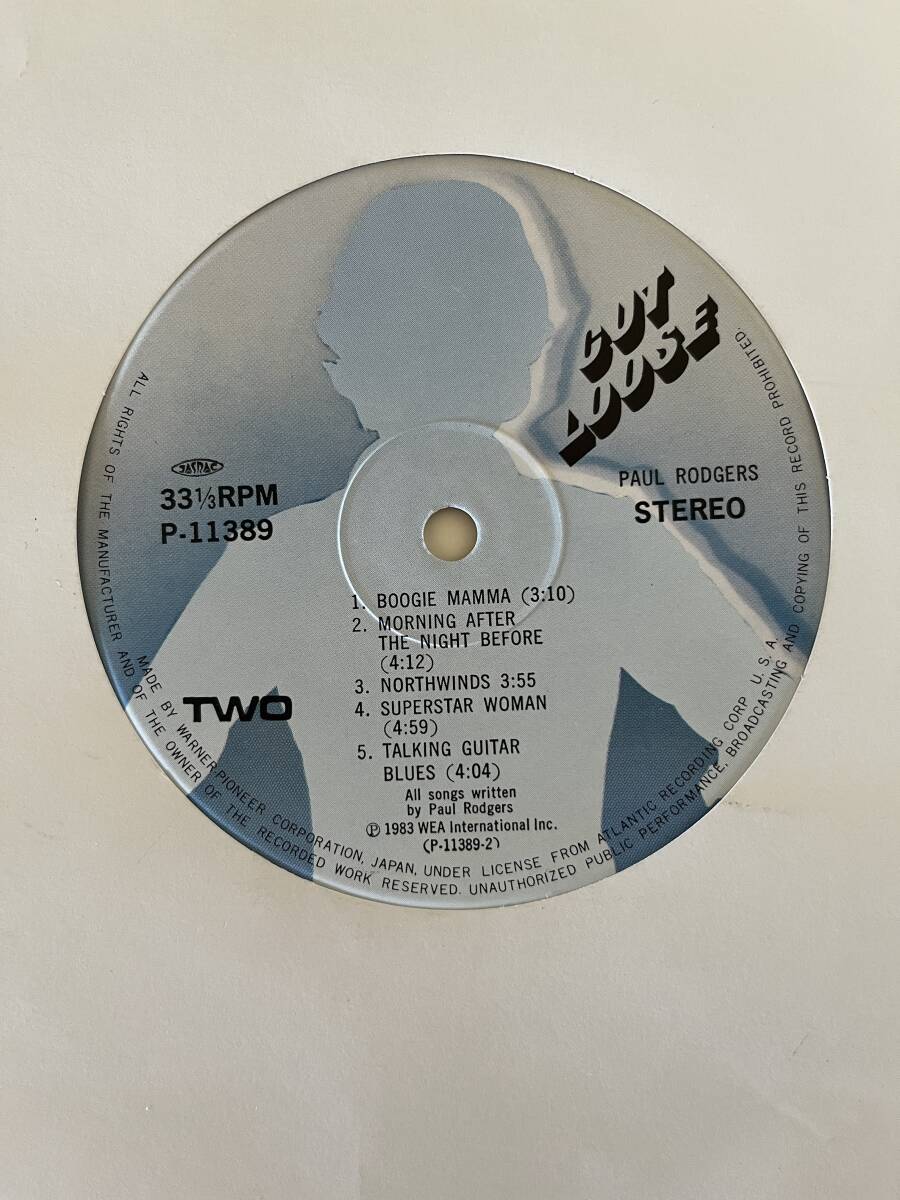 CUT
LOOSE
PAUL RODGERS
STEREO
JASRAC
33 1/3 RPM
P-11389
TWO
1. BOOGIE MAMMA (3:10)
2. MORNING AFTER
THE NIGHT BEFORE
(4:12)
3. NORTHWINDS 3:55
4. SUPERSTAR WOMAN
(4:59)
5. TALKING GUITAR
BLUES (4:04)
All songs written
by Paul Rodgers
Ⓟ 1983 WEA International Inc.
(P-11389-2)
MADE BY WARNER-PIONEER CORPORATION, JAPAN, UNDER LICENSE FROM ATLANTIC RECORDING CORP. U.S.A.
ALL RIGHTS OF THE MANUFACTURER AND OF THE OWNER OF THE RECORDED WORK RESERVED. UNAUTHORIZED PUBLIC PERFORMANCE, BROADCASTING AND COPYING OF THIS RECORD PROHIBITED.